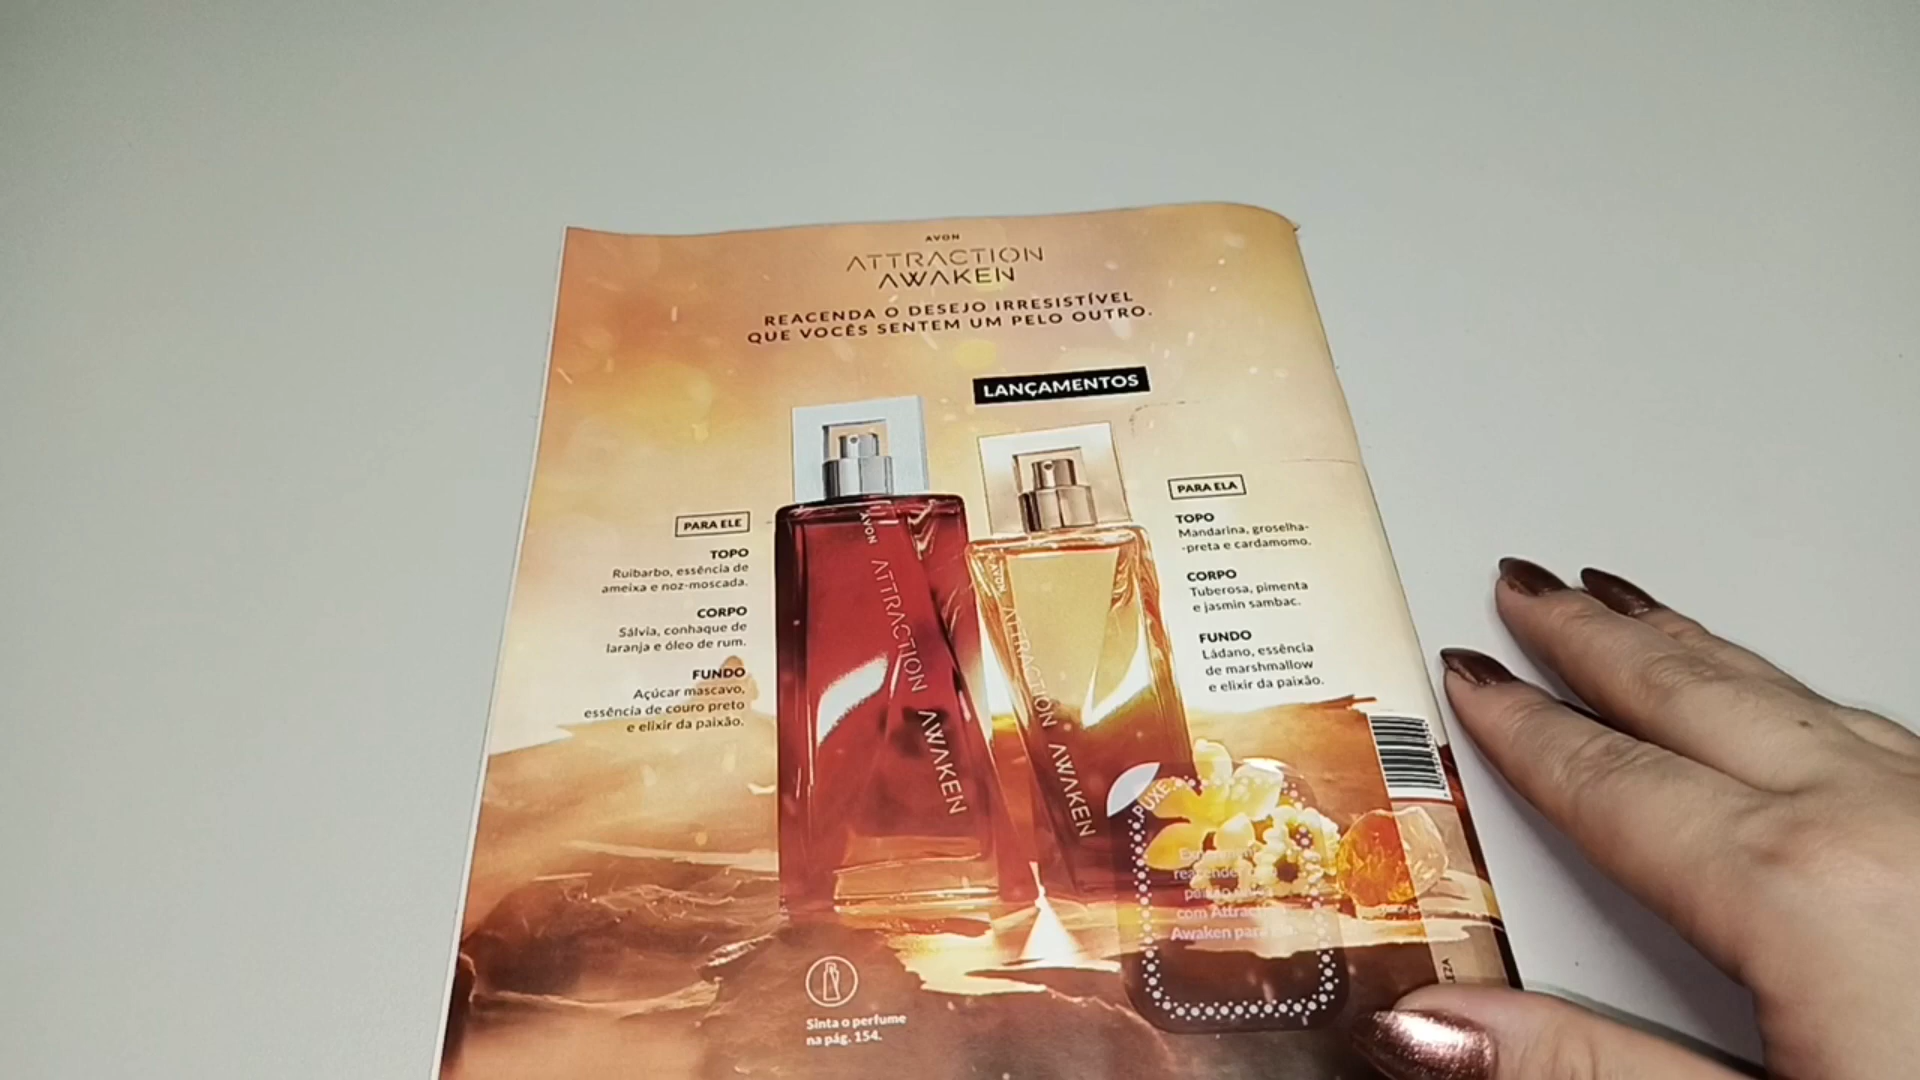 AVON
ATTRACTION
AWAKEN
REACENDA O DESEJO IRRESISTÍVEL
QUE VOCÊS SENTEM UM PELO OUTRO.
LANÇAMENTOS
PARA ELE
TOPO
Ruibarbo, essência de
ameixa e noz-moscada.
CORPO
Sálvia, conhaque de
laranja e óleo de rum.
FUNDO
Açúcar mascavo,
essência de couro preto
e elixir da paixão.
AVON
ATTRACTION AWAKEN
AVON
ATTRACTION AWAKEN
PARA ELA
TOPO
Mandarina, groselha-
-preta e cardamomo.
CORPO
Tuberosa, pimenta
e jasmin sambac.
FUNDO
Ládano, essência
de marshmallow
e elixir da paixão.
PUXE
com
Awaken
Sinta o perfume
na pág. 154.